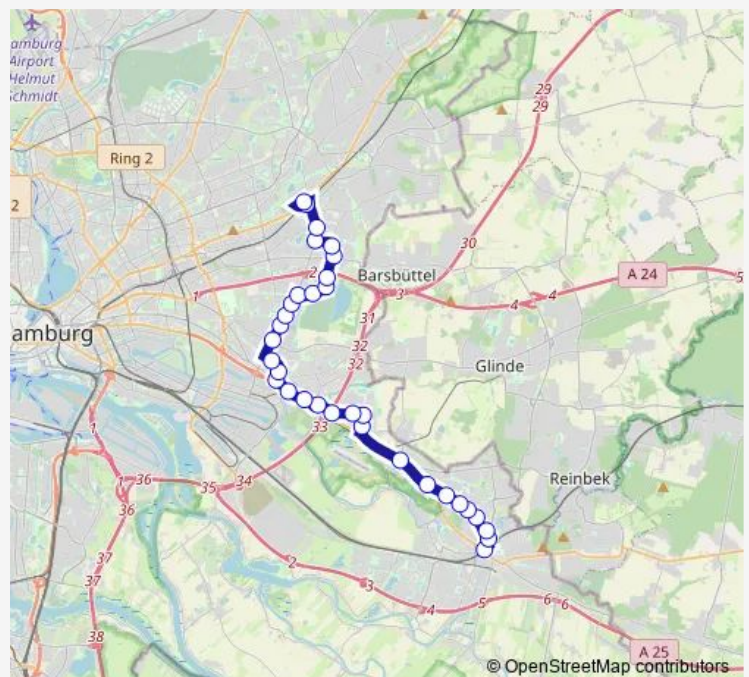 amburg
Airport
Helmut
Schmidt
Ring 2
2
29
29
30
2
Barsbüttel
A 24
5
1
3
4
4
31
amburg
32
32
Glinde
33
1
1
36
36
35
34
Reinbek
37
37
2
3
4
5
6
6
38
A 25
© OpenStreetMap contributors